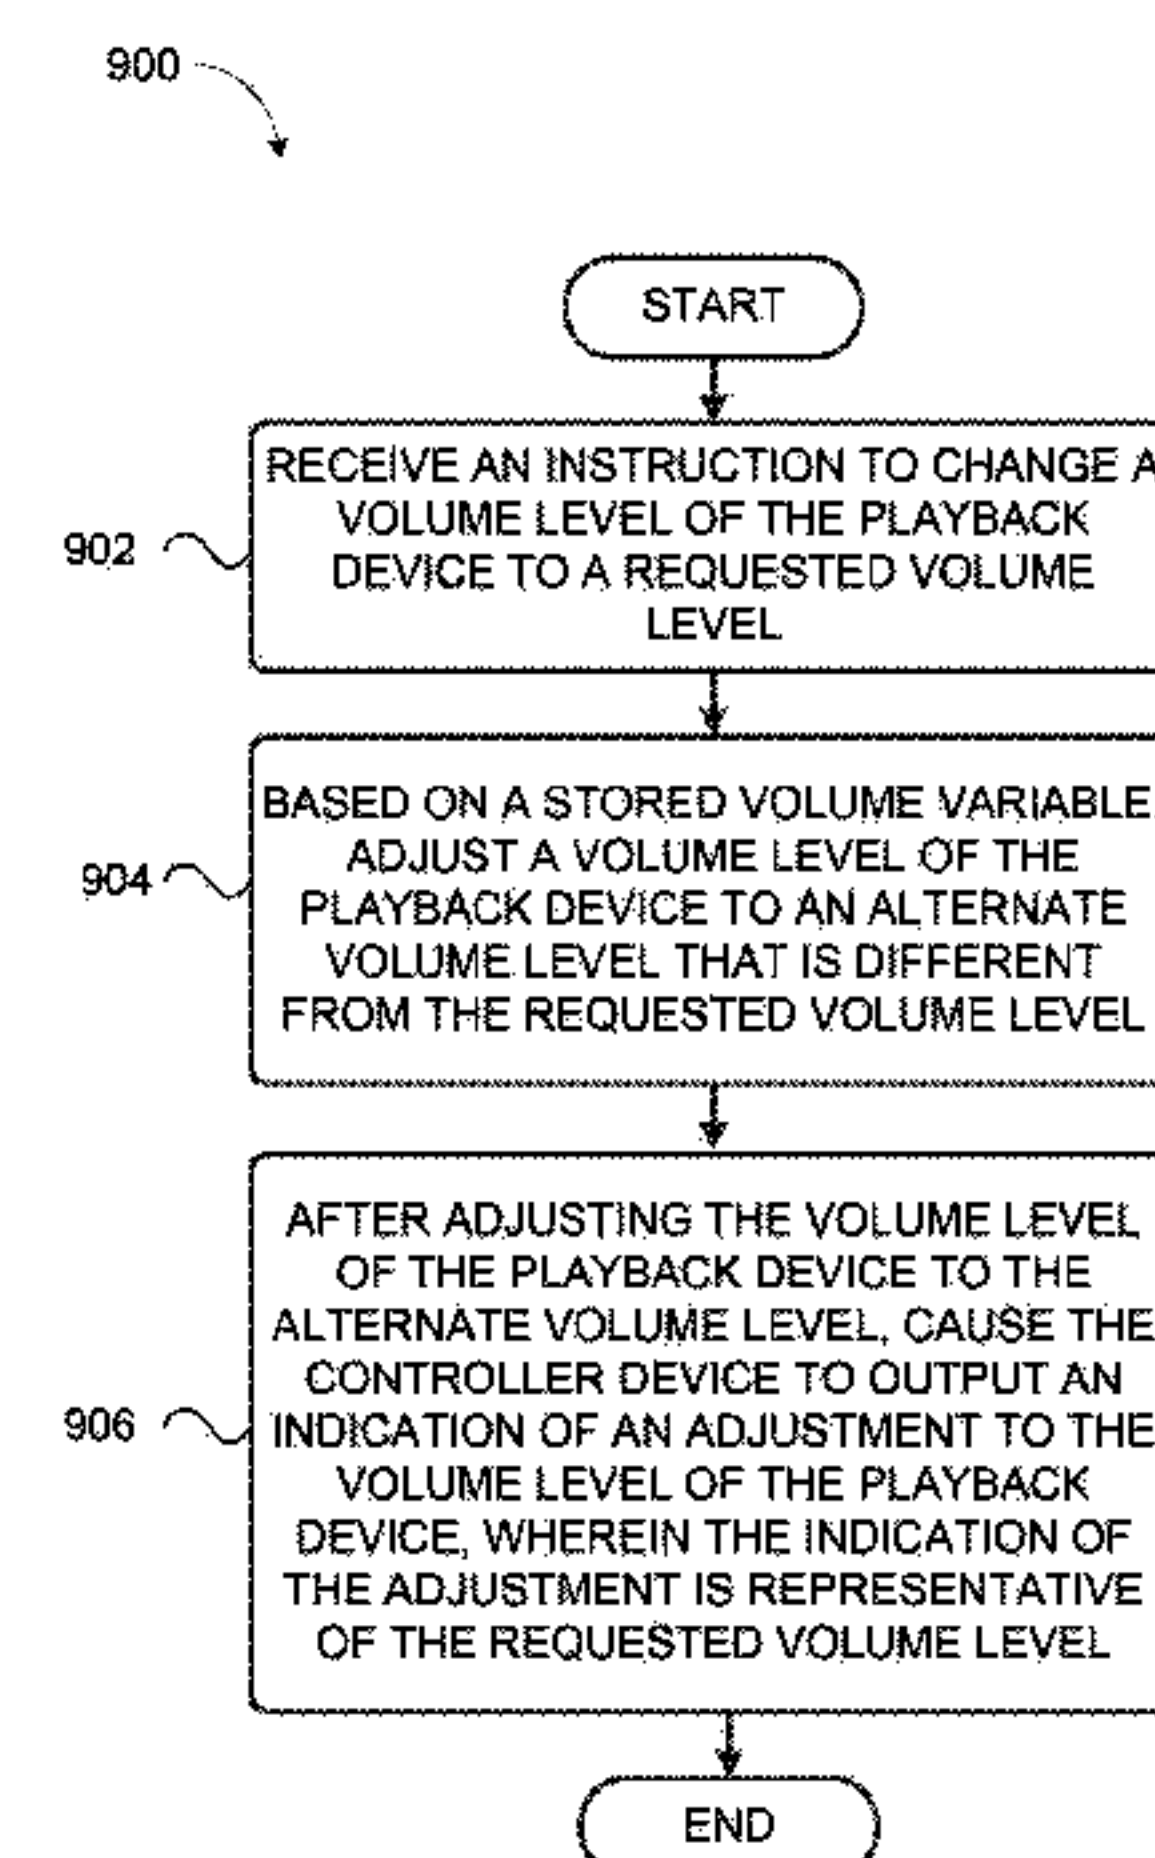 900
START
RECEIVE AN INSTRUCTION TO CHANGE A
VOLUME LEVEL OF THE PLAYBACK
DEVICE TO A REQUESTED VOLUME
LEVEL
902
BASED ON A STORED VOLUME VARIABLE,
ADJUST A VOLUME LEVEL OF THE
PLAYBACK DEVICE TO AN ALTERNATE
VOLUME LEVEL THAT IS DIFFERENT
FROM THE REQUESTED VOLUME LEVEL
904
AFTER ADJUSTING THE VOLUME LEVEL
OF THE PLAYBACK DEVICE TO THE
ALTERNATE VOLUME LEVEL, CAUSE THE
CONTROLLER DEVICE TO OUTPUT AN
INDICATION OF AN ADJUSTMENT TO THE
VOLUME LEVEL OF THE PLAYBACK
DEVICE, WHEREIN THE INDICATION OF
THE ADJUSTMENT IS REPRESENTATIVE
OF THE REQUESTED VOLUME LEVEL
906
END